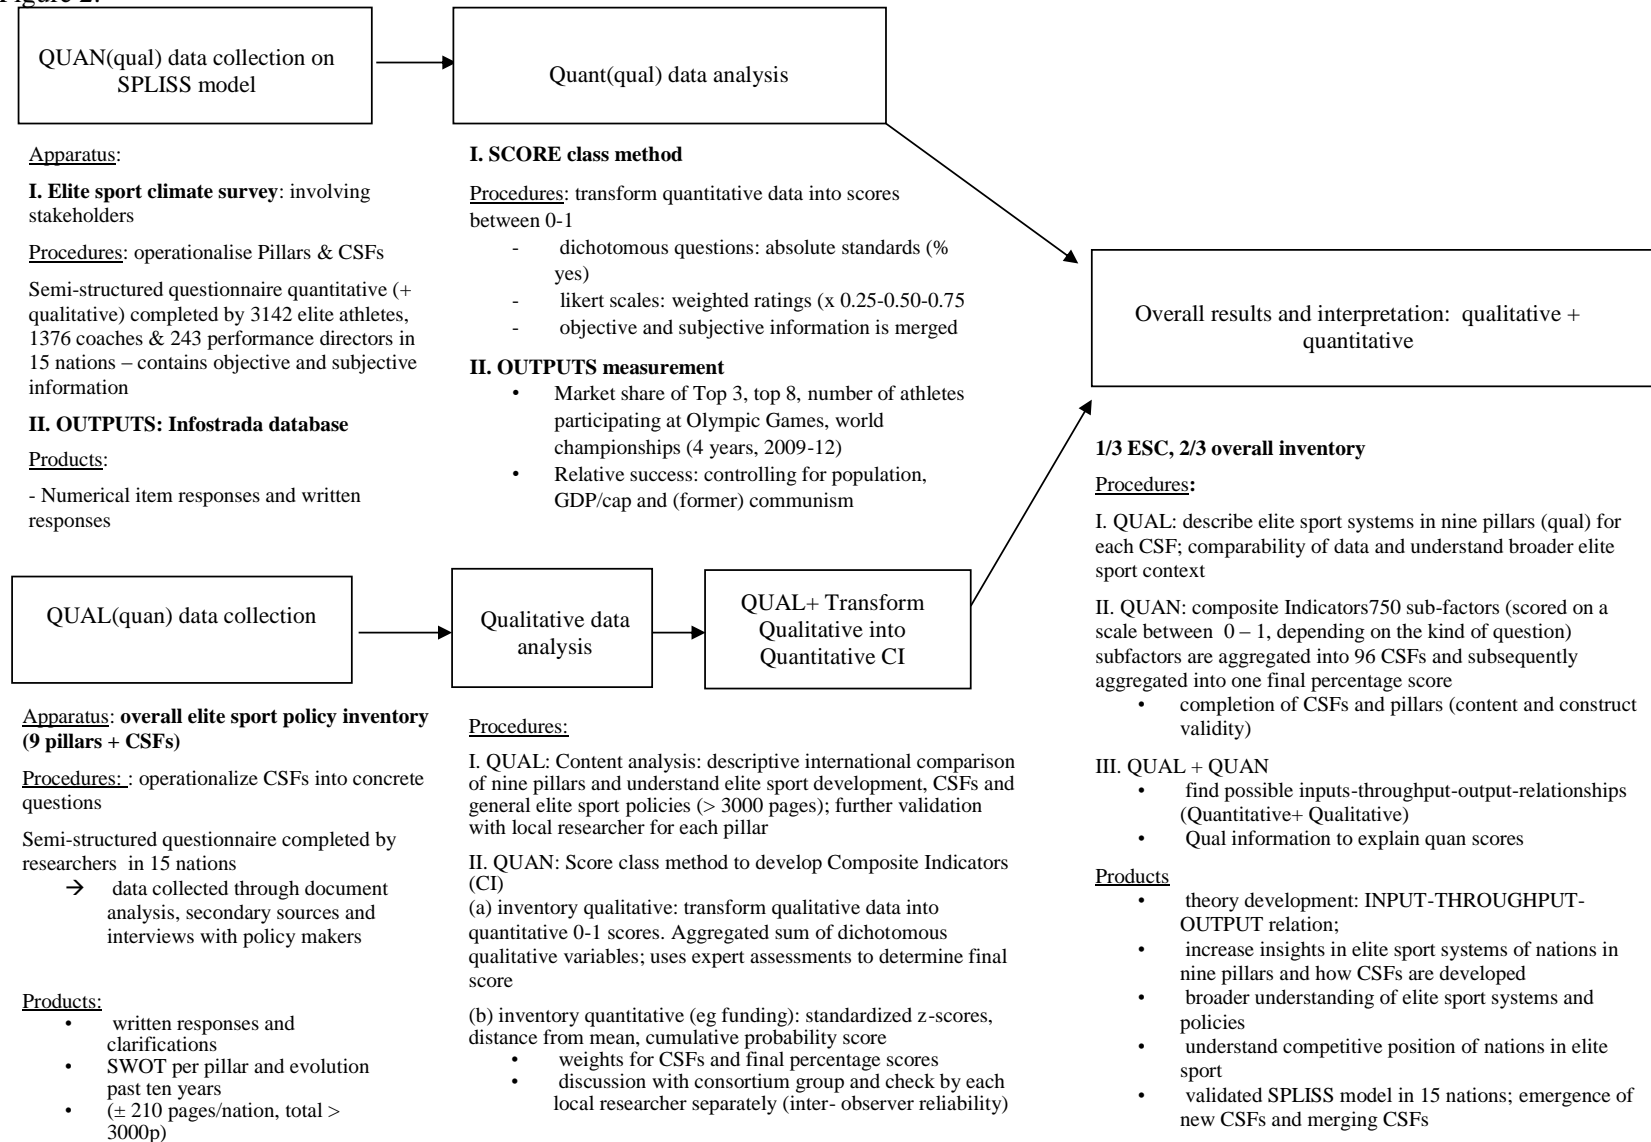 Figure 2.
QUAN(qual) data collection on
SPLISS model
Quant(qual) data analysis
Apparatus:
I. Elite sport climate survey: involving
stakeholders
Procedures: operationalise Pillars & CSFs
Semi-structured questionnaire quantitative (+
qualitative) completed by 3142 elite athletes,
1376 coaches & 243 performance directors in
15 nations – contains objective and subjective
information
II. OUTPUTS: Infostrada database
Products:
- Numerical item responses and written
responses
I. SCORE class method
Procedures: transform quantitative data into scores
between 0-1
- dichotomous questions: absolute standards (%
yes)
- likert scales: weighted ratings (x 0.25-0.50-0.75
- objective and subjective information is merged
II. OUTPUTS measurement
• Market share of Top 3, top 8, number of athletes
participating at Olympic Games, world
championships (4 years, 2009-12)
• Relative success: controlling for population,
GDP/cap and (former) communism
Overall results and interpretation: qualitative +
quantitative
QUAL(quan) data collection
Qualitative data
analysis
QUAL+ Transform
Qualitative into
Quantitative CI
Apparatus: overall elite sport policy inventory
(9 pillars + CSFs)
Procedures: : operationalize CSFs into concrete
questions
Semi-structured questionnaire completed by
researchers in 15 nations
→ data collected through document
analysis, secondary sources and
interviews with policy makers
Products:
• written responses and
clarifications
• SWOT per pillar and evolution
past ten years
• (± 210 pages/nation, total >
3000p)
Procedures:
I. QUAL: Content analysis: descriptive international comparison
of nine pillars and understand elite sport development, CSFs and
general elite sport policies (> 3000 pages); further validation
with local researcher for each pillar
II. QUAN: Score class method to develop Composite Indicators
(CI)
(a) inventory qualitative: transform qualitative data into
quantitative 0-1 scores. Aggregated sum of dichotomous
qualitative variables; uses expert assessments to determine final
score
(b) inventory quantitative (eg funding): standardized z-scores,
distance from mean, cumulative probability score
• weights for CSFs and final percentage scores
• discussion with consortium group and check by each
local researcher separately (inter- observer reliability)
1/3 ESC, 2/3 overall inventory
Procedures:
I. QUAL: describe elite sport systems in nine pillars (qual) for
each CSF; comparability of data and understand broader elite
sport context
II. QUAN: composite Indicators750 sub-factors (scored on a
scale between 0 – 1, depending on the kind of question)
subfactors are aggregated into 96 CSFs and subsequently
aggregated into one final percentage score
• completion of CSFs and pillars (content and construct
validity)
III. QUAL + QUAN
• find possible inputs-throughput-output-relationships
(Quantitative+ Qualitative)
• Qual information to explain quan scores
Products
• theory development: INPUT-THROUGHPUT-
OUTPUT relation;
• increase insights in elite sport systems of nations in
nine pillars and how CSFs are developed
• broader understanding of elite sport systems and
policies
• understand competitive position of nations in elite
sport
• validated SPLISS model in 15 nations; emergence of
new CSFs and merging CSFs